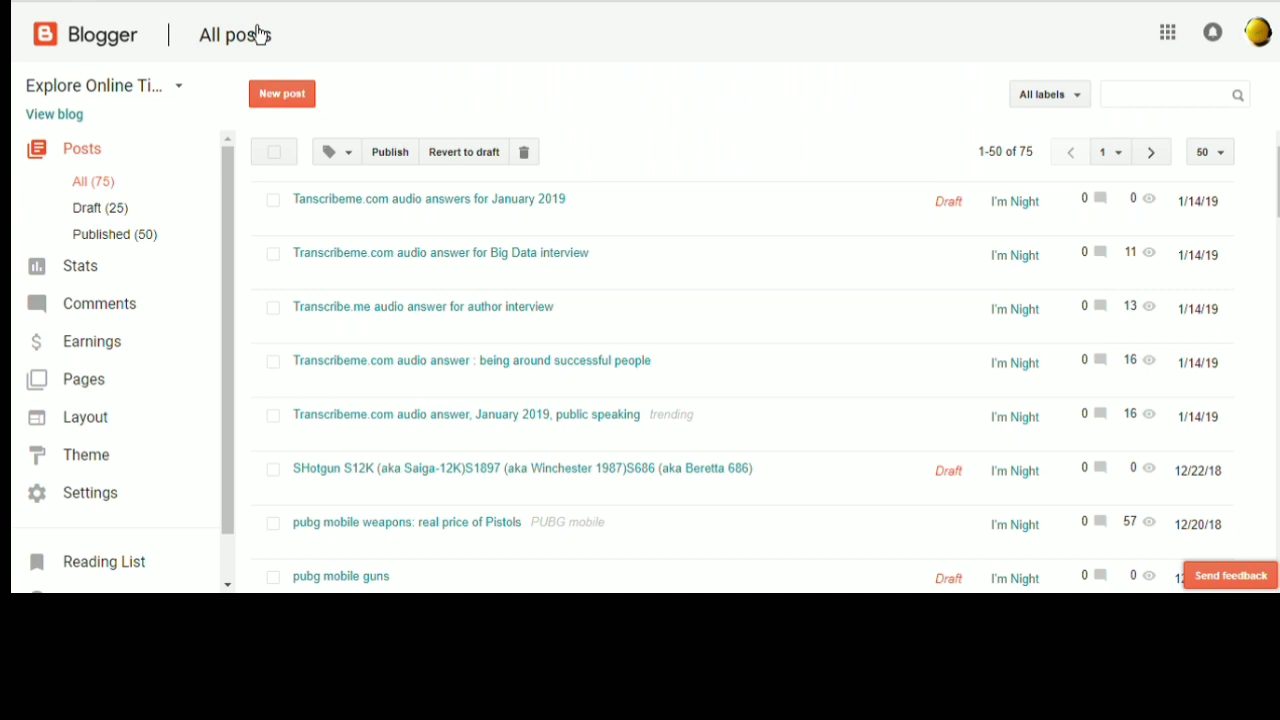 Blogger | All posts
Explore Online Ti...
View blog
New post
All labels
Posts
All (75)
Draft (25)
Published (50)
Stats
Comments
Earnings
Pages
Layout
Theme
Settings
Reading List
Publish Revert to draft 1-50 of 75 1 50
Tanscribeme.com audio answers for January 2019 Draft I'm Night 0 0 1/14/19
Transcribeme.com audio answer for Big Data interview I'm Night 0 11 1/14/19
Transcribe.me audio answer for author interview I'm Night 0 13 1/14/19
Transcribeme.com audio answer : being around successful people I'm Night 0 16 1/14/19
Transcribeme.com audio answer, January 2019, public speaking trending I'm Night 0 16 1/14/19
SHotgun S12K (aka Saiga-12K)S1897 (aka Winchester 1987)S686 (aka Beretta 686) Draft I'm Night 0 0 12/22/18
pubg mobile weapons: real price of Pistols PUBG mobile I'm Night 0 57 12/20/18
pubg mobile guns Draft I'm Night 0 0
Send feedback